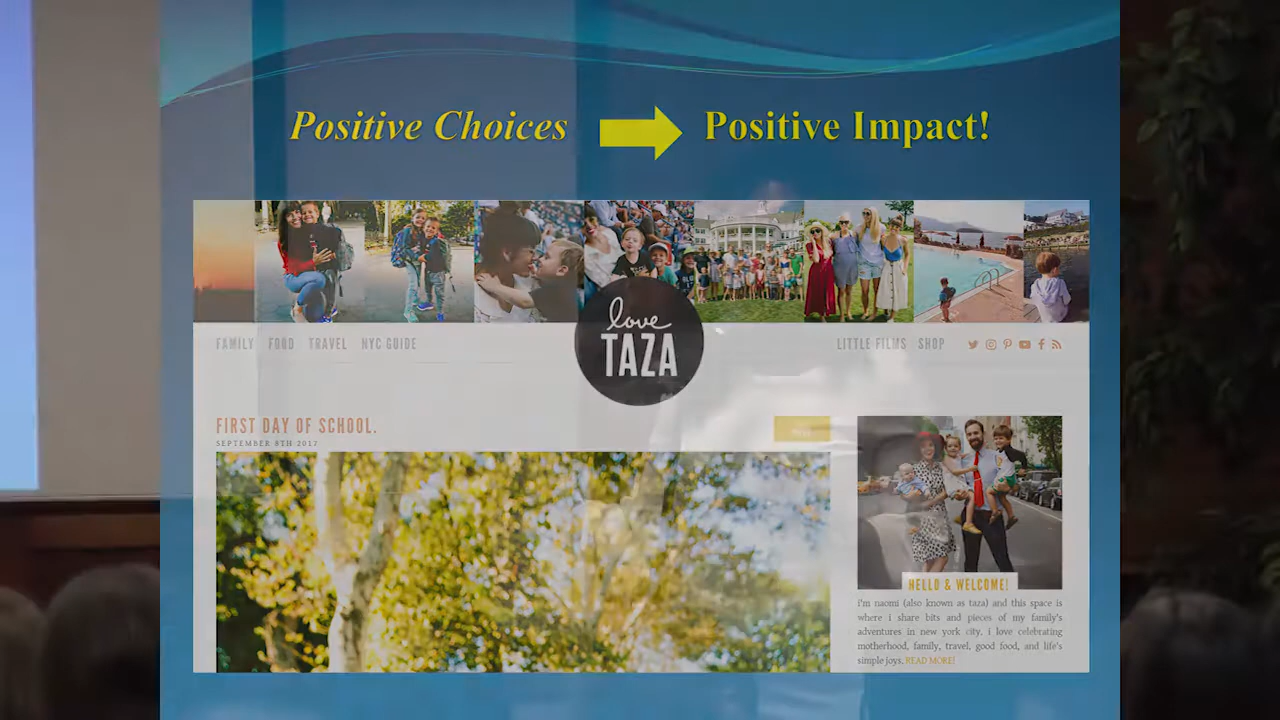 Positive Choices Positive Impact!
love
TAZA
FAMILY FOOD TRAVEL NYC GUIDE
LITTLE FILMS SHOP
FIRST DAY OF SCHOOL.
SEPTEMBER 8TH 2017
HELLO & WELCOME!
i'm naomi (also known as taza) and this space is
where i share bits and pieces of my family's
adventures in new york city. i love celebrating
motherhood, family, travel, good food, and life's
simple joys. READ MORE!